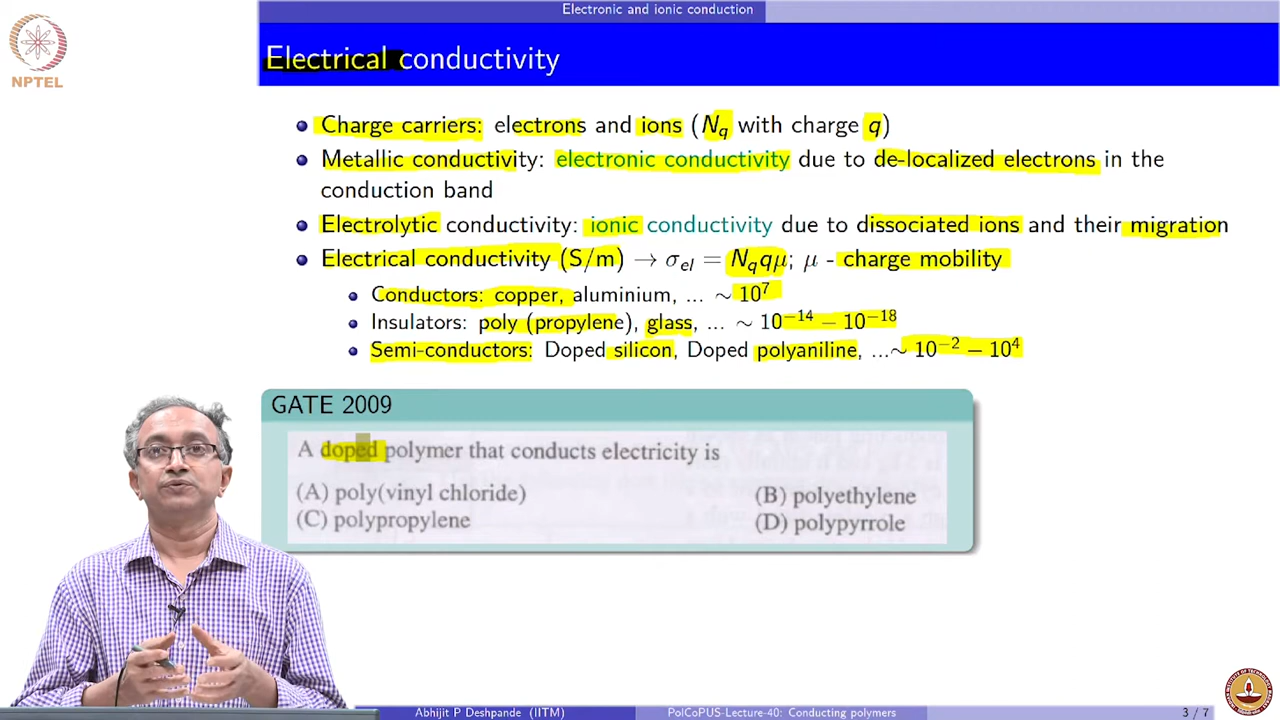 Electronic and ionic conduction
NPTEL
Electrical conductivity
Charge carriers: electrons and ions (N_q with charge q)
Metallic conductivity: electronic conductivity due to de-localized electrons in the
conduction band
Electrolytic conductivity: ionic conductivity due to dissociated ions and their migration
Electrical conductivity (S/m) → σ_el = N_q qμ; μ - charge mobility
Conductors: copper, aluminium, ... ~ 10^7
Insulators: poly (propylene), glass, ... ~ 10^−14 − 10^−18
Semi-conductors: Doped silicon, Doped polyaniline, ...~ 10^−2 − 10^4
GATE 2009
A doped polymer that conducts electricity is
(A) poly(vinyl chloride) (B) polyethylene
(C) polypropylene (D) polypyrrole
Abhijit P Deshpande (IITM) PolCoPUS-Lecture-40: Conducting polymers 3 / 7